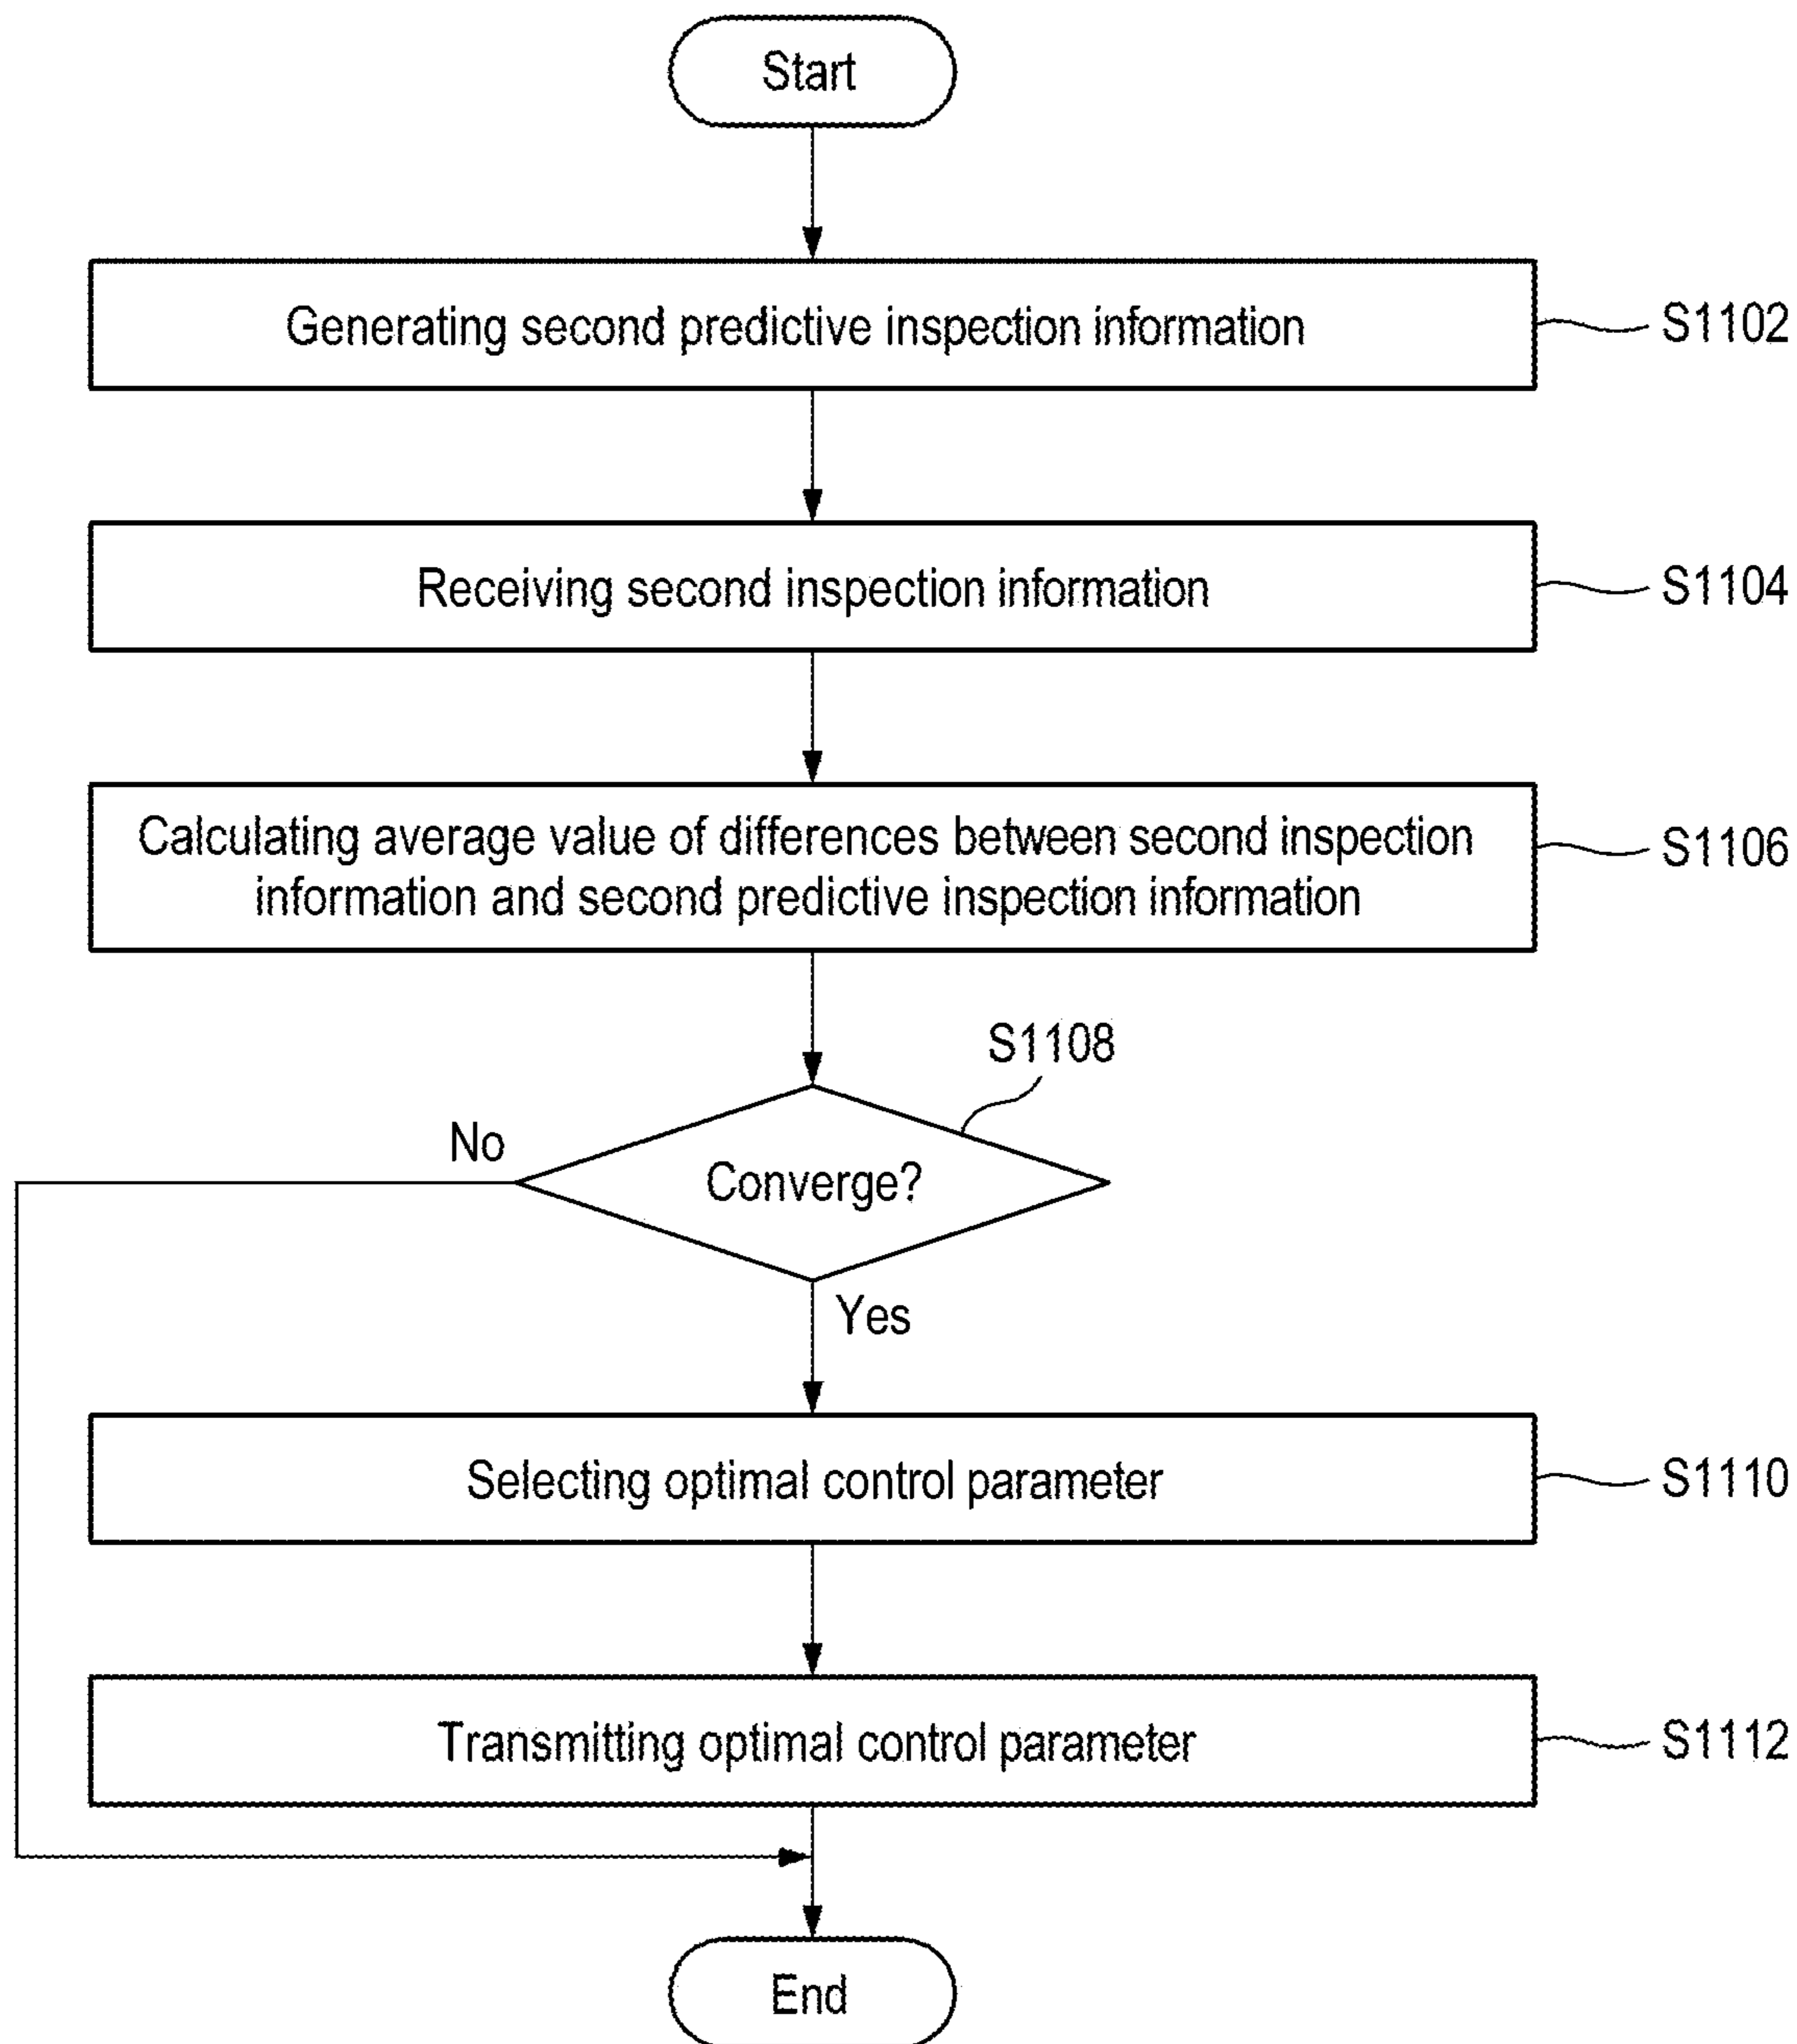 Start
Generating second predictive inspection information
S1102
Receiving second inspection information
S1104
Calculating average value of differences between second inspection
information and second predictive inspection information
S1106
S1108
No
Converge?
Yes
Selecting optimal control parameter
S1110
Transmitting optimal control parameter
S1112
End